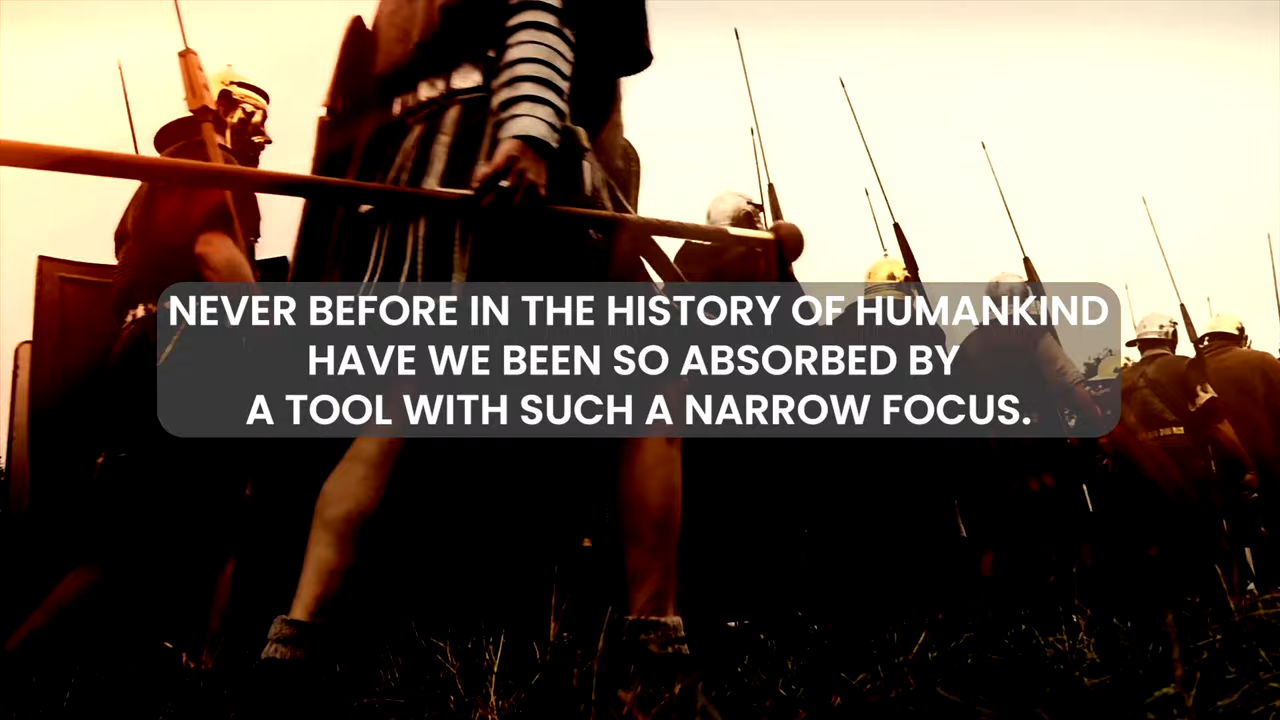 NEVER BEFORE IN THE HISTORY OF HUMANKIND
HAVE WE BEEN SO ABSORBED BY
A TOOL WITH SUCH A NARROW FOCUS.